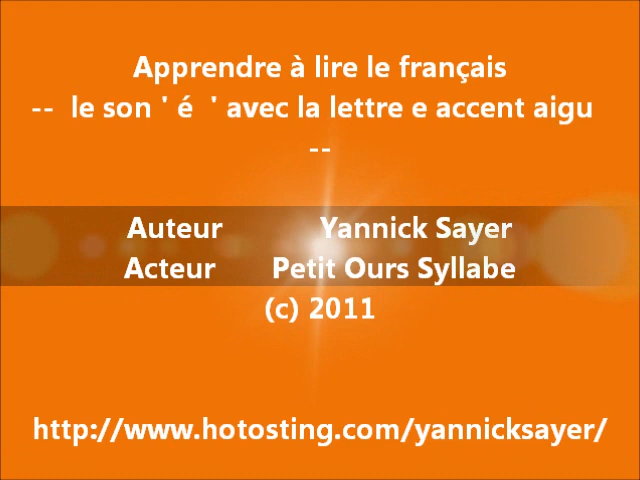 Apprendre à lire le français
-- le son ' é ' avec la lettre e accent aigu
--
Auteur Yannick Sayer
Acteur Petit Ours Syllabe
(c) 2011
http://www.hotosting.com/yannicksayer/